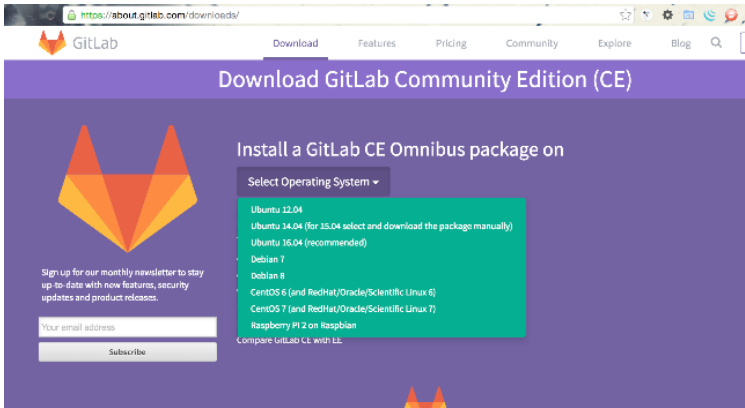 https://about.gitlab.com/downloads/
GitLab
Download Features Pricing Community Explore Blog
Download GitLab Community Edition (CE)
Install a GitLab CE Omnibus package on
Select Operating System
Ubuntu 12.04
Ubuntu 14.04 (for 15.04 select and download the package manually)
Ubuntu 16.04 (recommended)
Debian 7
Debian 8
CentOS 6 (and RedHat/Oracle/Scientific Linux 6)
CentOS 7 (and RedHat/Oracle/Scientific Linux 7)
Raspberry PI 2 on Raspbian
Compare GitLab CE with EE
Sign up for our monthly newsletter to stay
up-to-date with new features, security
updates and product releases.
Your email address
Subscribe